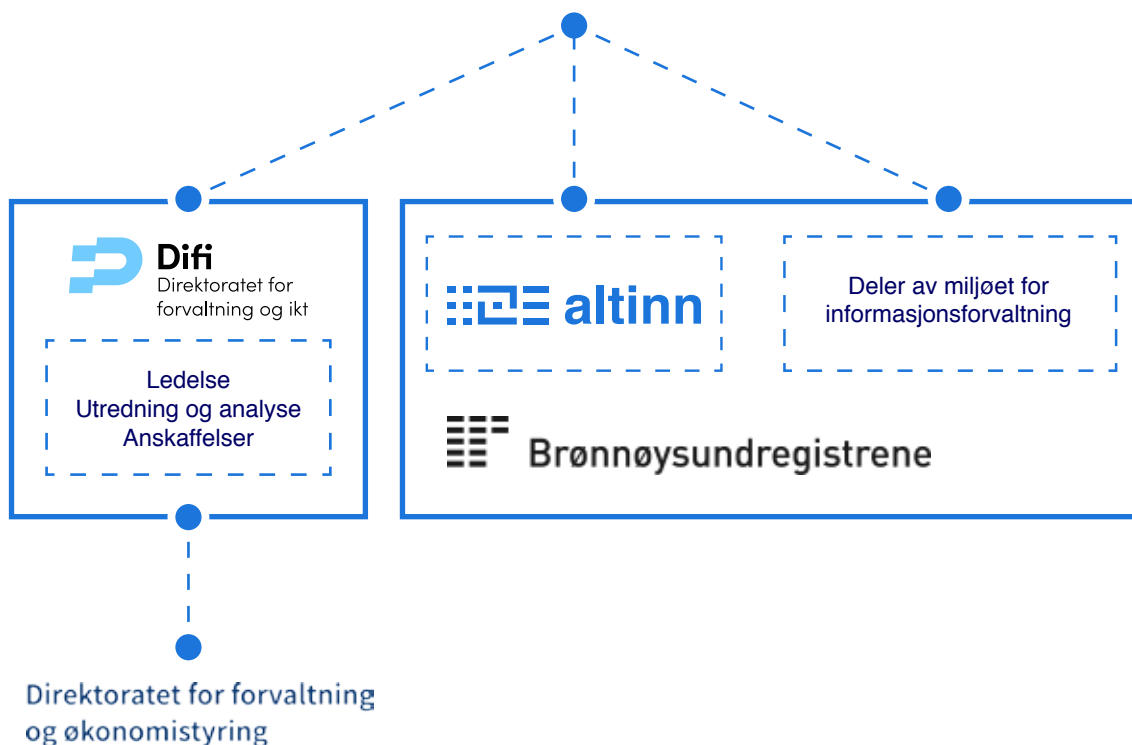 Difi
Direktoratet for
forvaltning og ikt
Ledelse
Utredning og analyse
Anskaffelser
altinn
Deler av miljøet for
informasjonsforvaltning
Brønnøysundregistrene
Direktoratet for forvaltning
og økonomistyring